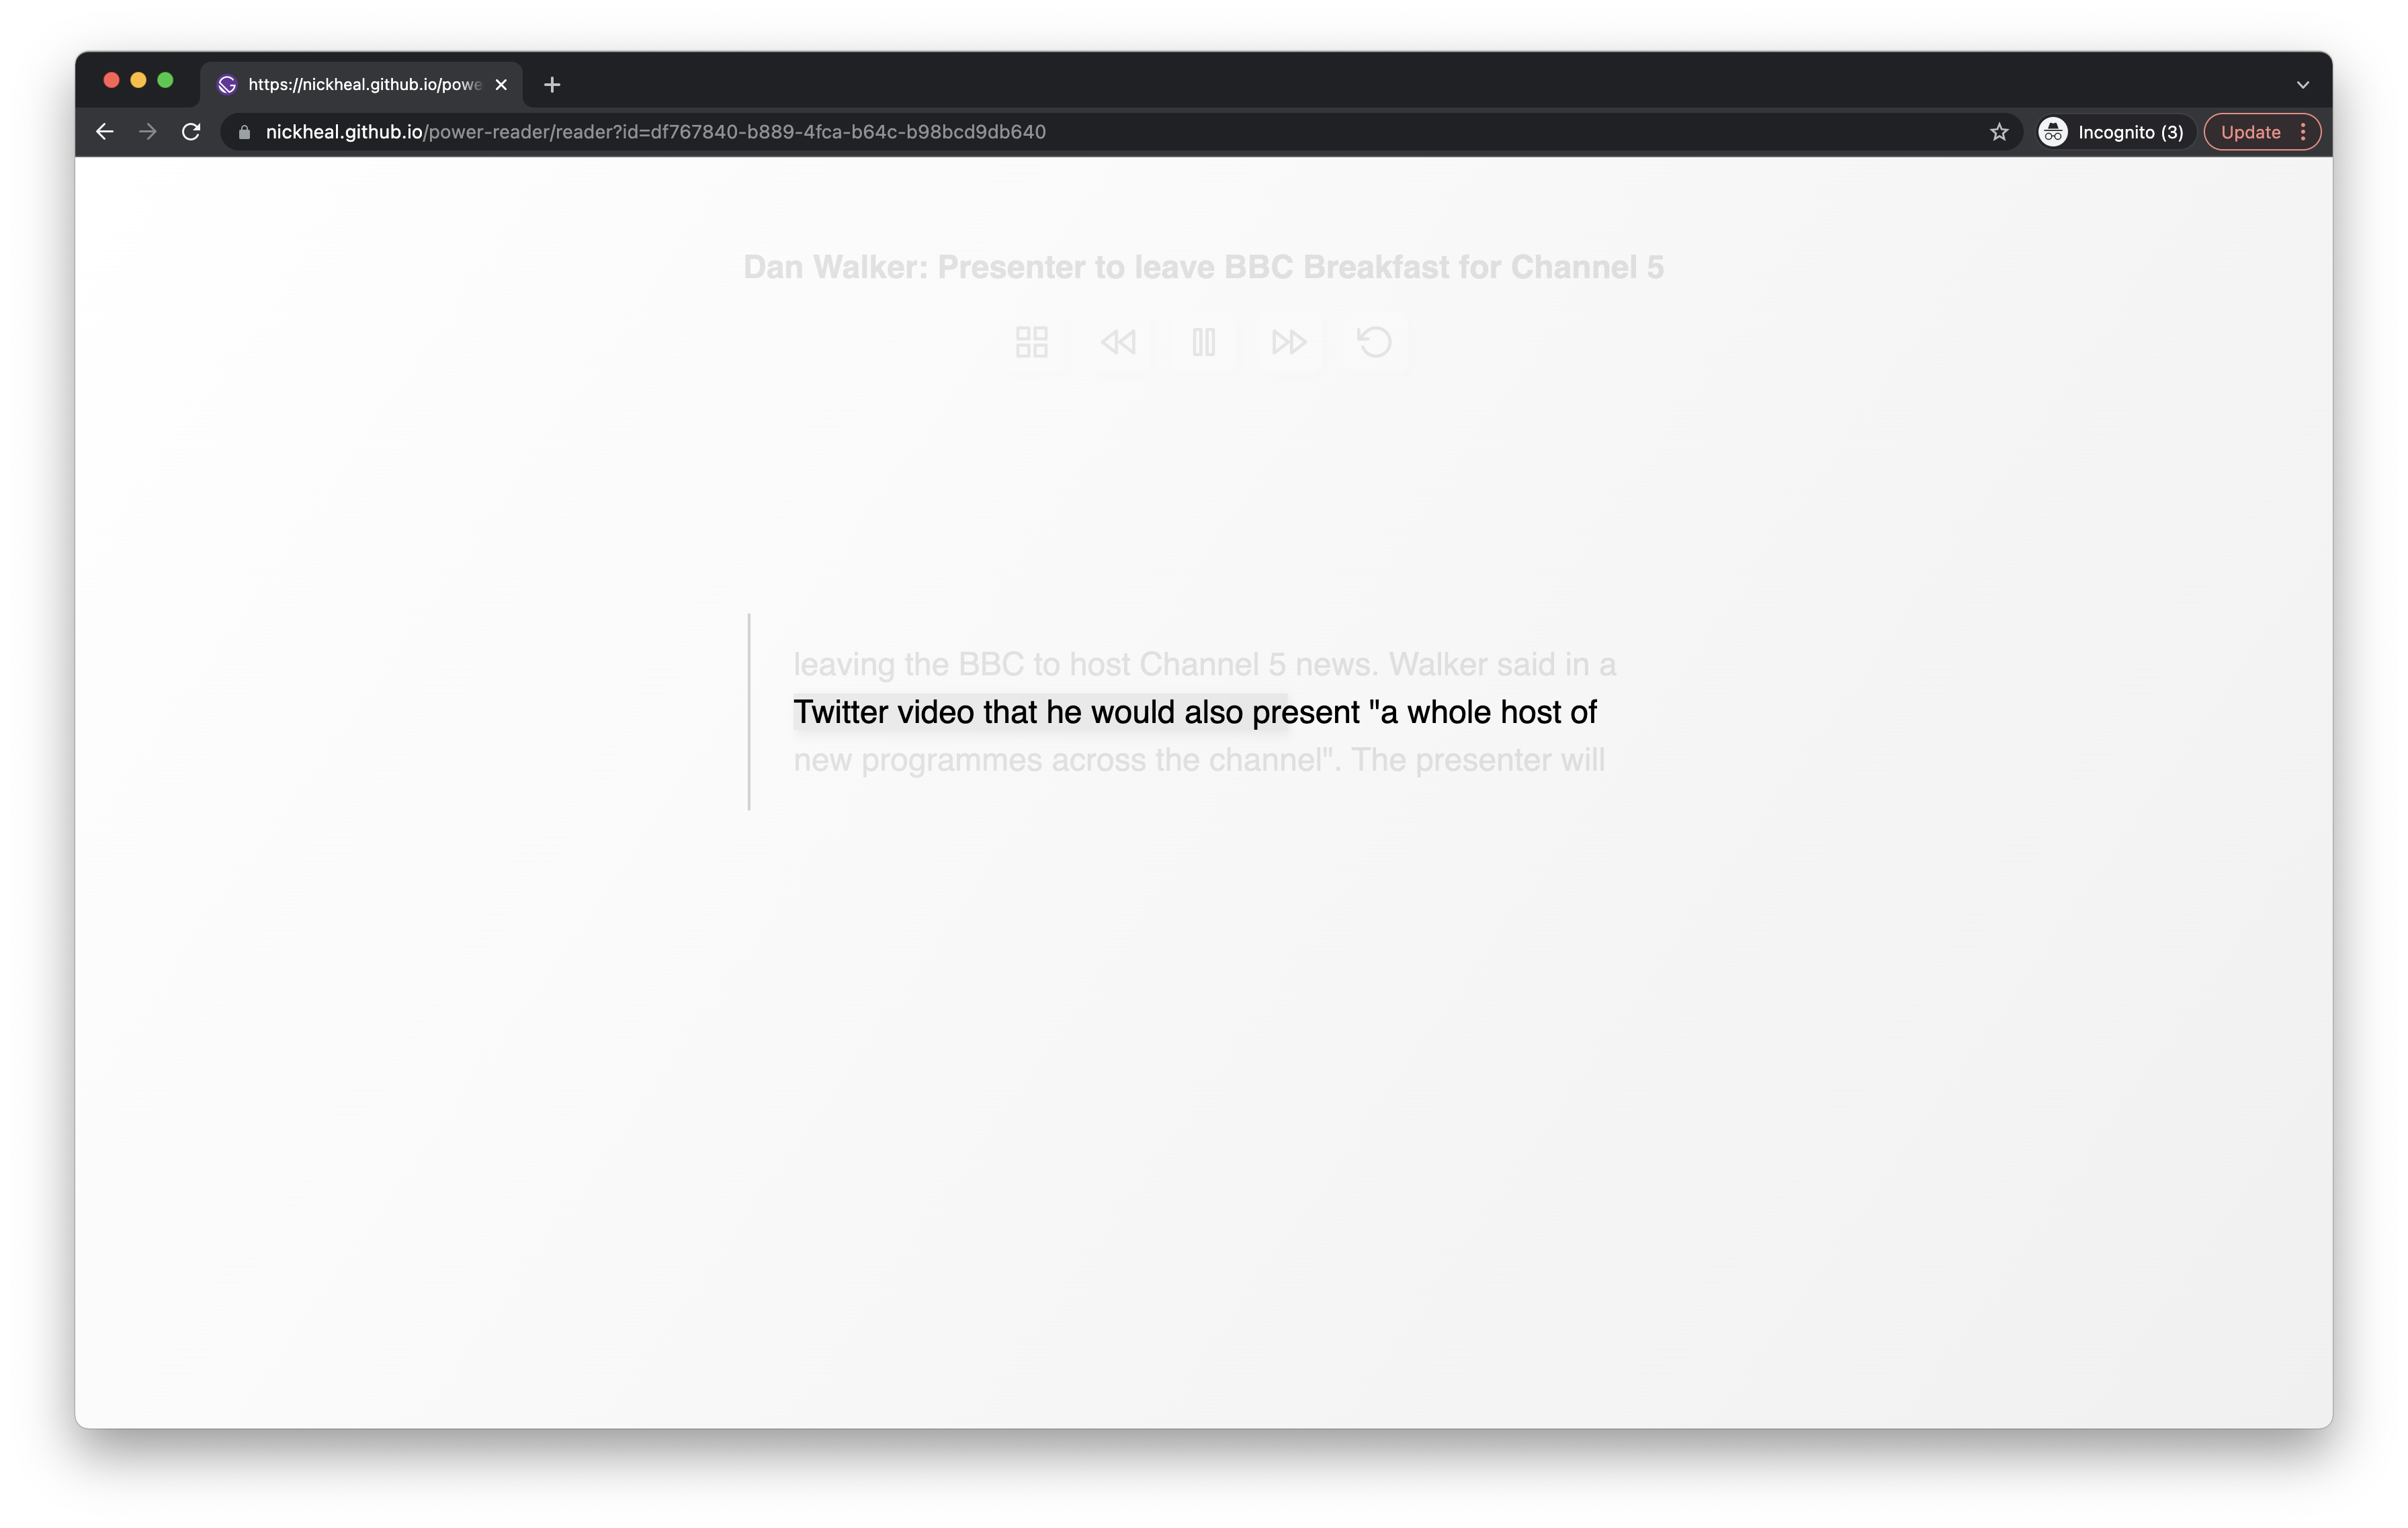 https://nickheal.github.io/powe
nickheal.github.io/power-reader/reader?id=df767840-b889-4fca-b64c-b98bcd9db640
Incognito (3)
Update
Dan Walker: Presenter to leave BBC Breakfast for Channel 5
leaving the BBC to host Channel 5 news. Walker said in a
Twitter video that he would also present "a whole host of
new programmes across the channel". The presenter will